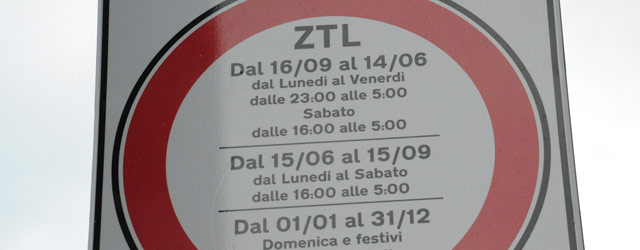 ZTL
Dal 16/09 al 14/06
dal Lunedi al Venerdi
dalle 23:00 alle 5:00
Sabato
dalle 16:00 alle 5:00
Dal 15/06 al 15/09
dal Lunedi al Sabato
dalle 16:00 alle 5:00
Dal 01/01 al 31/12
Domenica e festivi